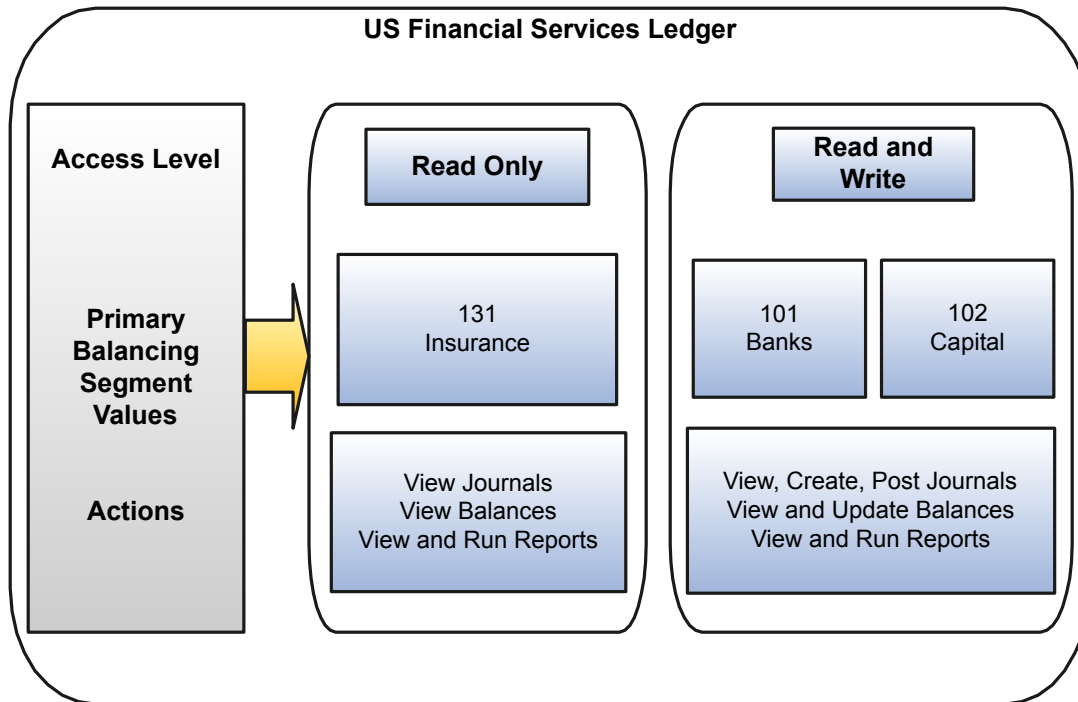 US Financial Services Ledger
Access Level
Primary
Balancing
Segment
Values
Actions
Read Only
131
Insurance
View Journals
View Balances
View and Run Reports
Read and
Write
101
Banks
102
Capital
View, Create, Post Journals
View and Update Balances
View and Run Reports